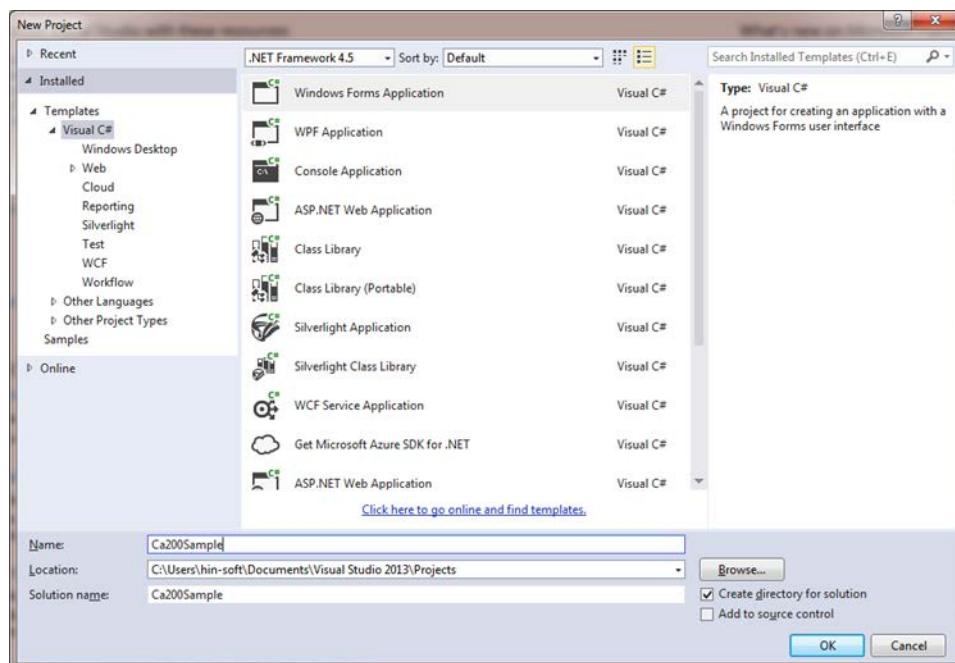 New Project
Recent
Installed
Templates
Visual C#
Windows Desktop
Web
Cloud
Reporting
Silverlight
Test
WCF
Workflow
Other Languages
Other Project Types
Samples
Online
.NET Framework 4.5 Sort by: Default
Windows Forms Application Visual C#
WPF Application Visual C#
Console Application Visual C#
ASP.NET Web Application Visual C#
Class Library Visual C#
Class Library (Portable) Visual C#
Silverlight Application Visual C#
Silverlight Class Library Visual C#
WCF Service Application Visual C#
Get Microsoft Azure SDK for .NET Visual C#
ASP.NET Web Application Visual C#
Click here to go online and find templates.
Search Installed Templates (Ctrl+E)
Type: Visual C#
A project for creating an application with a
Windows Forms user interface
Name: Ca200Sample
Location: C:\Users\hin-soft\Documents\Visual Studio 2013\Projects Browse...
Solution name: Ca200Sample
Create directory for solution
Add to source control
OK Cancel